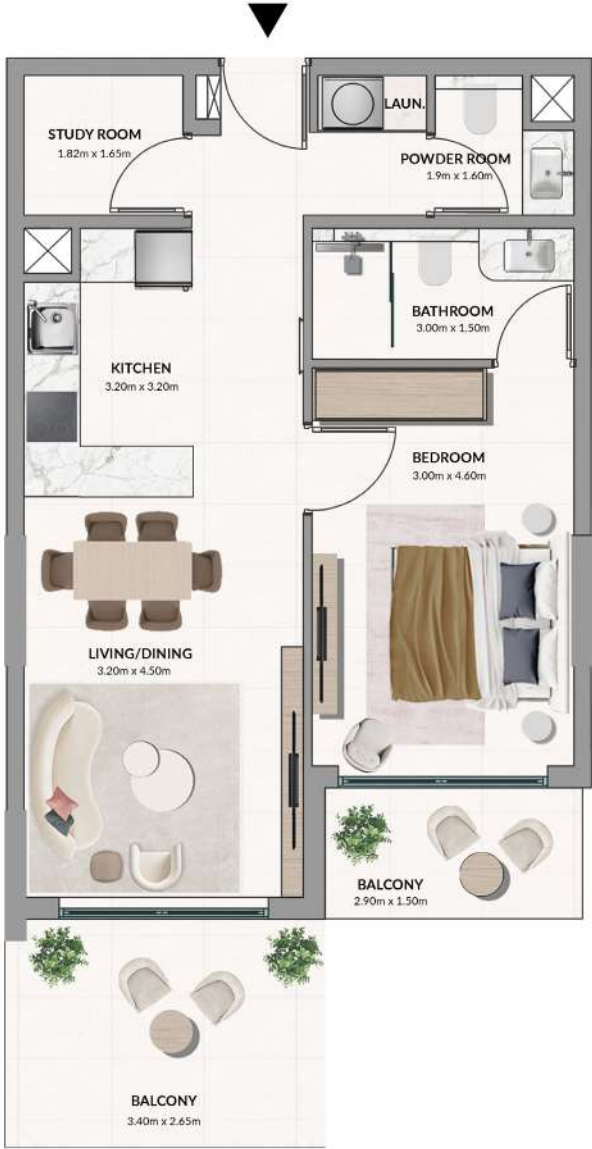 LAUN.
STUDY ROOM
1.82m x 1.65m
POWDER ROOM
1.9m x 1.60m
BATHROOM
3.00m x 1.50m
KITCHEN
3.20m x 3.20m
BEDROOM
3.00m x 4.60m
LIVING/DINING
3.20m x 4.50m
BALCONY
2.90m x 1.50m
BALCONY
3.40m x 2.65m